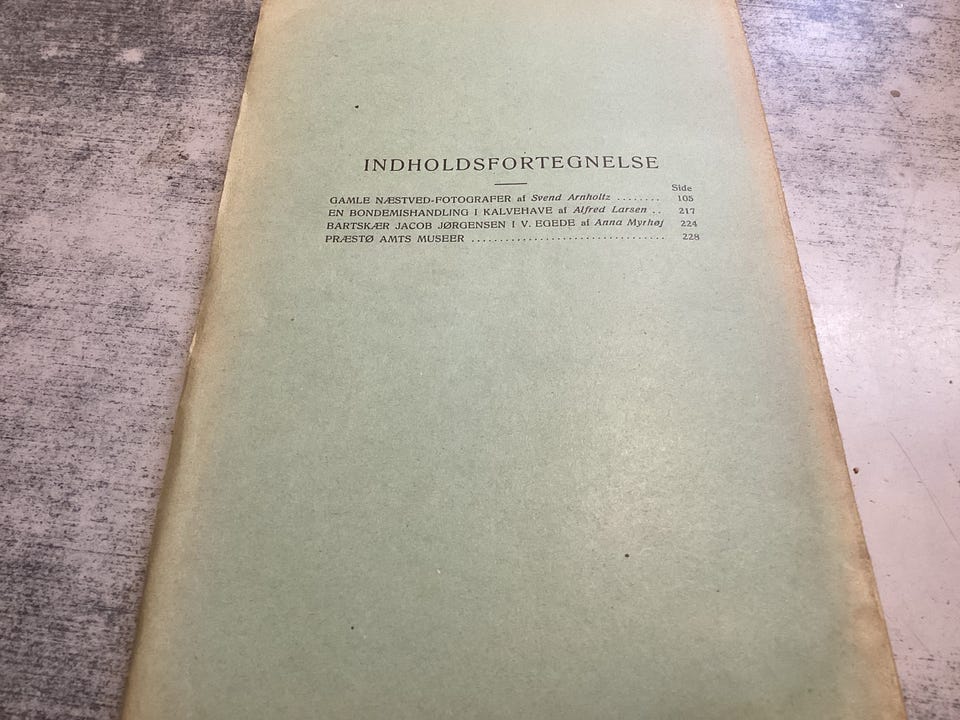 INDHOLDSFORTEGNELSE
Side
GAMLE NÆSTVED-FOTOGRAFER af Svend Arnholtz ........ 105
EN BONDEMISHANDLING I KALVEHAVE af Alfred Larsen .. 217
BARTSKÆR JACOB JØRGENSEN I V. EGEDE af Anna Myrhøj 224
PRÆSTØ AMTS MUSEER .................................... 228